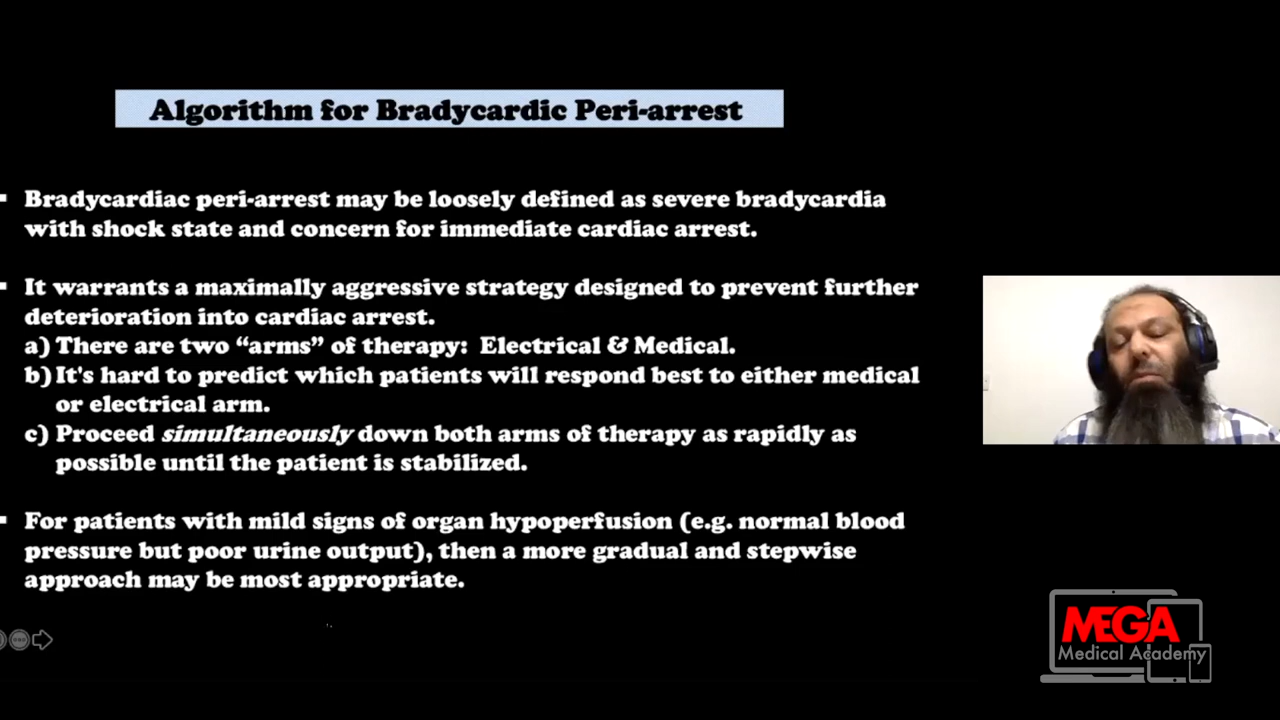 Algorithm for Bradycardic Peri-arrest
▪ Bradycardiac peri-arrest may be loosely defined as severe bradycardia
with shock state and concern for immediate cardiac arrest.
▪ It warrants a maximally aggressive strategy designed to prevent further
deterioration into cardiac arrest.
a) There are two “arms” of therapy: Electrical & Medical.
b) It's hard to predict which patients will respond best to either medical
or electrical arm.
c) Proceed simultaneously down both arms of therapy as rapidly as
possible until the patient is stabilized.
▪ For patients with mild signs of organ hypoperfusion (e.g. normal blood
pressure but poor urine output), then a more gradual and stepwise
approach may be most appropriate.
MEGA
Medical Academy